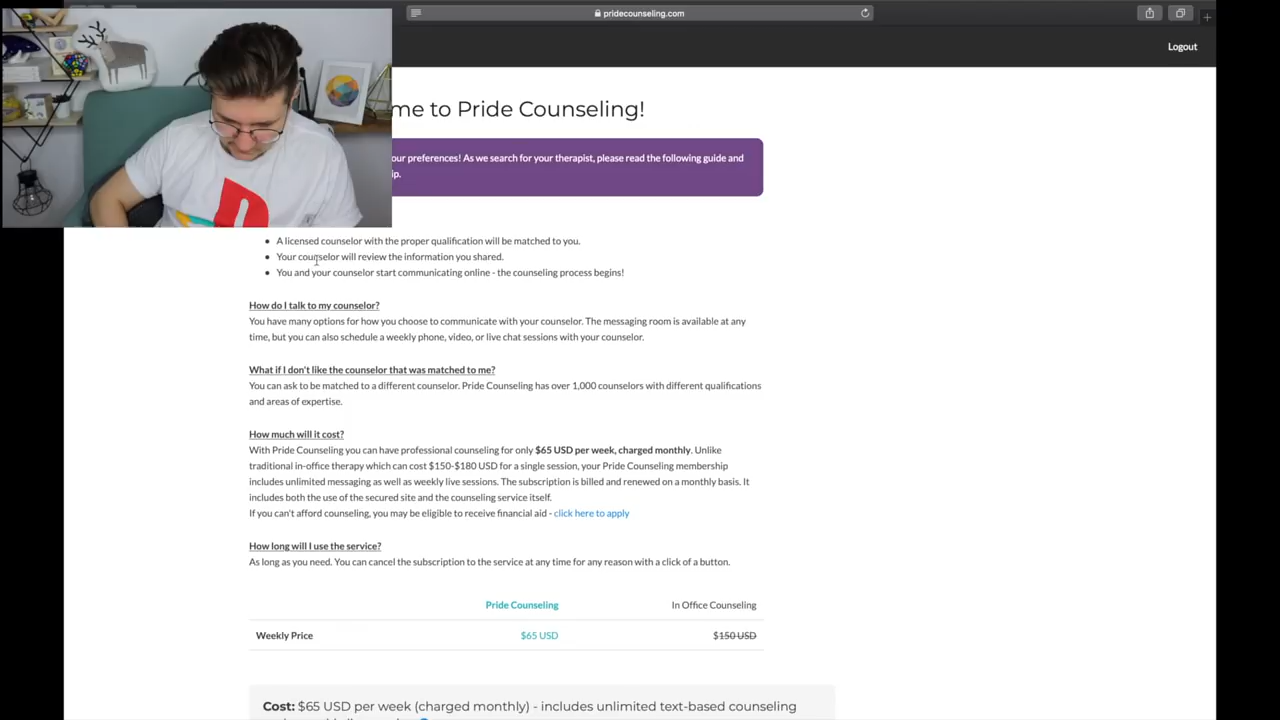 pridecounseling.com
Logout
me to Pride Counseling!
our preferences! As we search for your therapist, please read the following guide and
ip.
A licensed counselor with the proper qualification will be matched to you.
Your counselor will review the information you shared.
You and your counselor start communicating online - the counseling process begins!
How do I talk to my counselor?
You have many options for how you choose to communicate with your counselor. The messaging room is available at any
time, but you can also schedule a weekly phone, video, or live chat sessions with your counselor.
What if I don't like the counselor that was matched to me?
You can ask to be matched to a different counselor. Pride Counseling has over 1,000 counselors with different qualifications
and areas of expertise.
How much will it cost?
With Pride Counseling you can have professional counseling for only $65 USD per week, charged monthly. Unlike
traditional in-office therapy which can cost $150-$180 USD for a single session, your Pride Counseling membership
includes unlimited messaging as well as weekly live sessions. The subscription is billed and renewed on a monthly basis. It
includes both the use of the secured site and the counseling service itself.
If you can't afford counseling, you may be eligible to receive financial aid - click here to apply
How long will I use the service?
As long as you need. You can cancel the subscription to the service at any time for any reason with a click of a button.
Pride Counseling In Office Counseling
Weekly Price $65 USD $150 USD
Cost: $65 USD per week (charged monthly) - includes unlimited text-based counseling